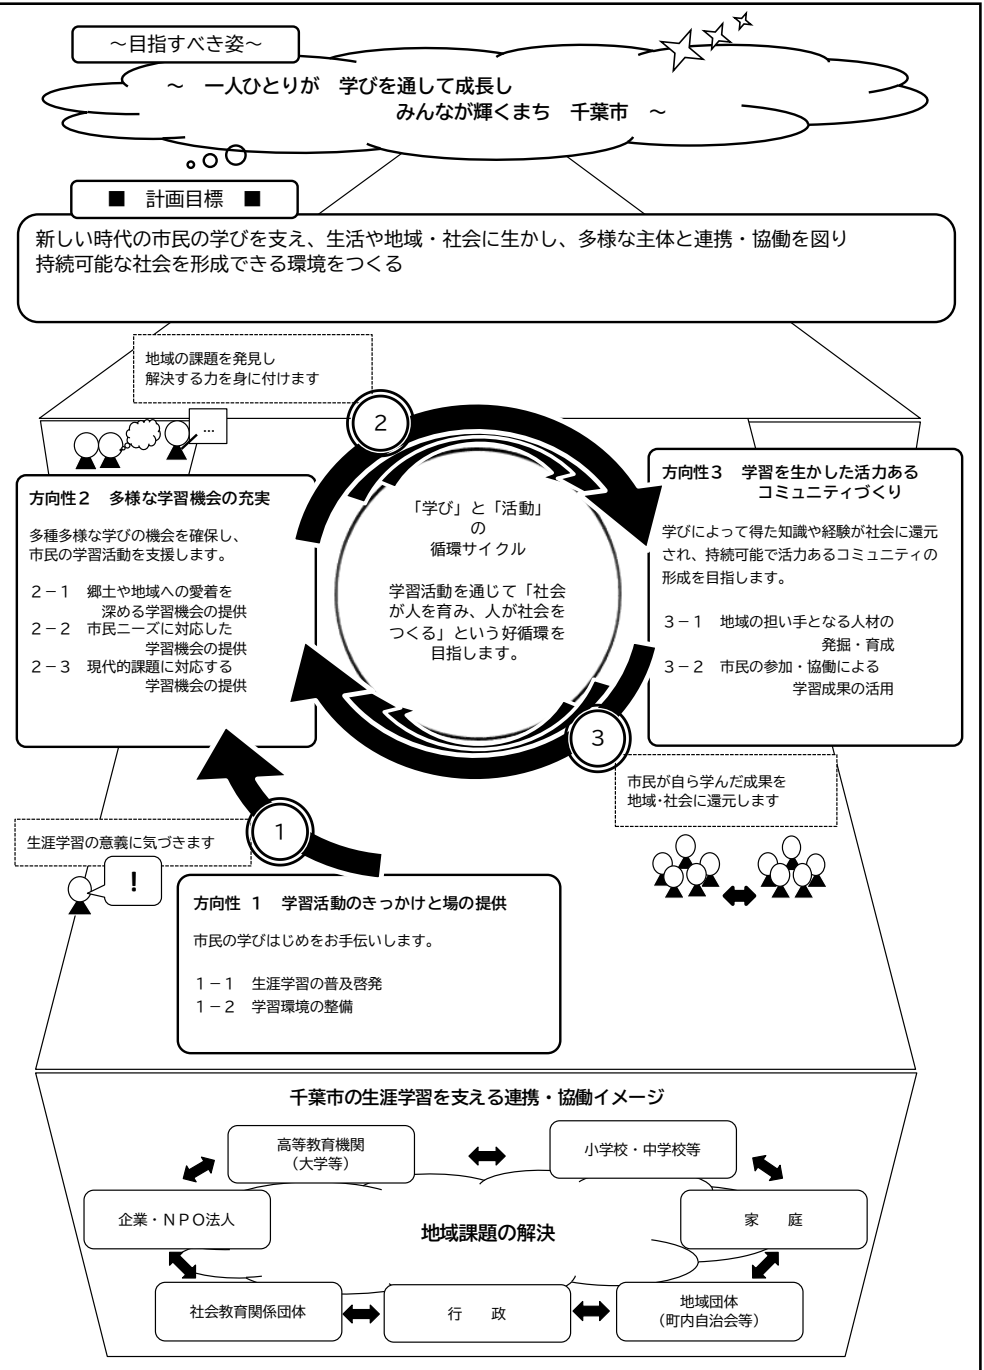 ～目指すべき姿～
～　一人ひとりが　学びを通して成長し
みんなが輝くまち　千葉市　～
■　計画目標　■
新しい時代の市民の学びを支え、生活や地域・社会に生かし、多様な主体と連携・協働を図り
持続可能な社会を形成できる環境をつくる
地域の課題を発見し
解決する力を身に付けます
2
…
方向性２　多様な学習機会の充実
多種多様な学びの機会を確保し、
市民の学習活動を支援します。
２－１　郷土や地域への愛着を
深める学習機会の提供
２－２　市民ニーズに対応した
学習機会の提供
２－３　現代的課題に対応する
学習機会の提供
「学び」と「活動」
の
循環サイクル
学習活動を通じて「社会
が人を育み、人が社会を
つくる」という好循環を
目指します。
方向性３　学習を生かした活力ある
コミュニティづくり
学びによって得た知識や経験が社会に還元
され、持続可能で活力あるコミュニティの
形成を目指します。
３－１　地域の担い手となる人材の
発掘・育成
３－２　市民の参加・協働による
学習成果の活用
3
市民が自ら学んだ成果を
地域・社会に還元します
1
生涯学習の意義に気づきます
！
方向性 １　学習活動のきっかけと場の提供
市民の学びはじめをお手伝いします。
１－１　生涯学習の普及啓発
１－２　学習環境の整備
千葉市の生涯学習を支える連携・協働イメージ
高等教育機関
（大学等）
小学校・中学校等
企業・ＮＰＯ法人
家　　庭
地域課題の解決
社会教育関係団体
行　　政
地域団体
（町内自治会等）